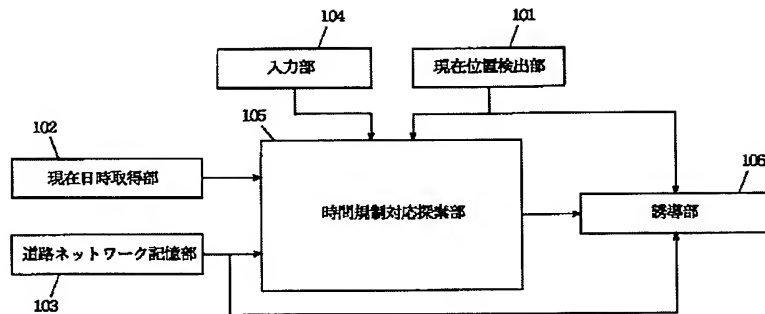 104
入力部
101
現在位置検出部
105
102
現在日時取得部
時間規制対応探索部
106
誘導部
道路ネットワーク記憶部
103